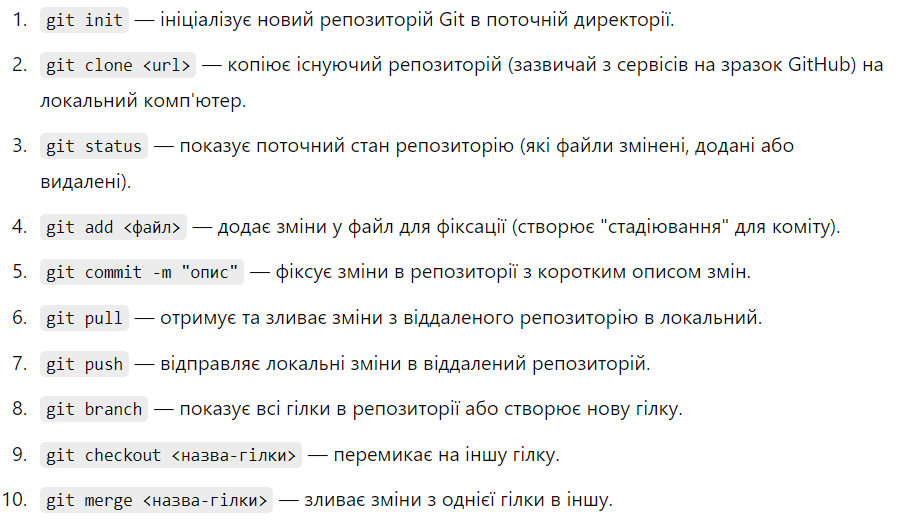 1. git init — ініціалізує новий репозиторій Git в поточній директорії.
2. git clone <url> — копіює існуючий репозиторій (зазвичай з сервісів на зразок GitHub) на
локальний комп'ютер.
3. git status — показує поточний стан репозиторію (які файли змінені, додані або
видалені).
4. git add <файл> — додає зміни у файл для фіксації (створює "стадіювання" для коміту).
5. git commit -m "опис" — фіксує зміни в репозиторії з коротким описом змін.
6. git pull — отримує та зливає зміни з віддаленого репозиторію в локальний.
7. git push — відправляє локальні зміни в віддалений репозиторій.
8. git branch — показує всі гілки в репозиторії або створює нову гілку.
9. git checkout <назва-гілки> — перемикає на іншу гілку.
10. git merge <назва-гілки> — зливає зміни з однієї гілки в іншу.